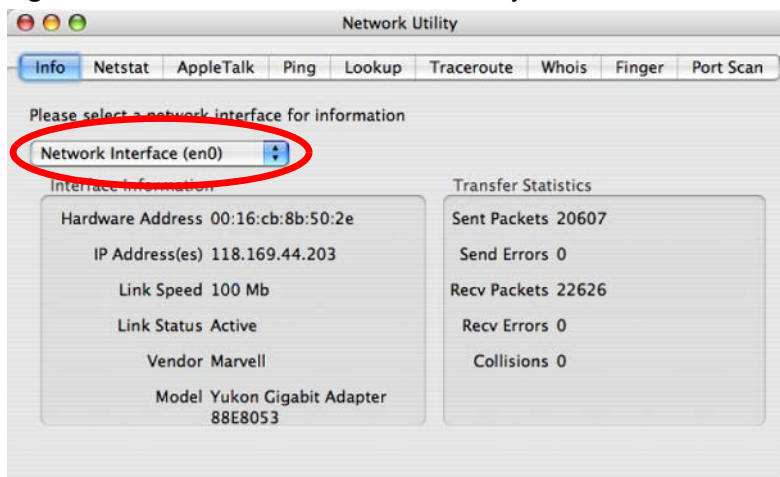 Network Utility
Info Netstat AppleTalk Ping Lookup Traceroute Whois Finger Port Scan
Please select a network interface for information
Network Interface (en0)
Interface Information
Hardware Address 00:16:cb:8b:50:2e
IP Address(es) 118.169.44.203
Link Speed 100 Mb
Link Status Active
Vendor Marvell
Model Yukon Gigabit Adapter
88E8053
Transfer Statistics
Sent Packets 20607
Send Errors 0
Recv Packets 22626
Recv Errors 0
Collisions 0